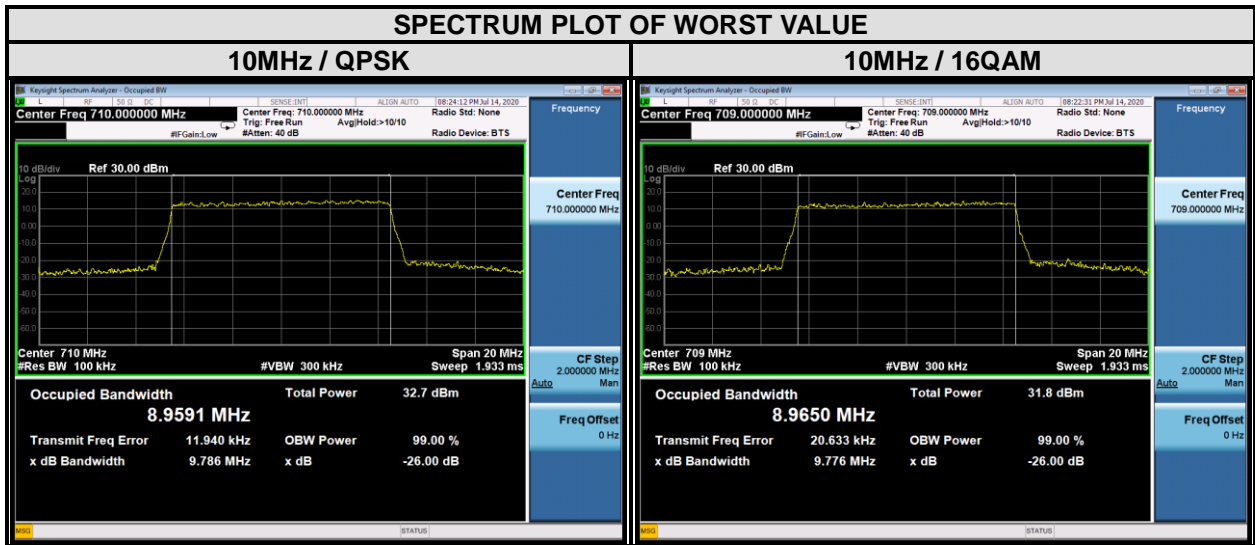 SPECTRUM PLOT OF WORST VALUE
10MHz / QPSK
10MHz / 16QAM
Keysight Spectrum Analyzer - Occupied BW
L RF 50 Ω DC SENSE:INT ALIGN AUTO 08:24:12 PM Jul 14, 2020
Center Freq 710.000000 MHz
Center Freq: 710.000000 MHz
Radio Std: None
Trig: Free Run Avg|Hold:>10/10
#IFGain:Low #Atten: 40 dB Radio Device: BTS
10 dB/div Ref 30.00 dBm
Log
20.0
10.0
0.00
-10.0
-20.0
-30.0
-40.0
-50.0
-60.0
Center 710 MHz Span 20 MHz
#Res BW 100 kHz #VBW 300 kHz Sweep 1.933 ms
Occupied Bandwidth Total Power 32.7 dBm
8.9591 MHz
Transmit Freq Error 11.940 kHz OBW Power 99.00 %
x dB Bandwidth 9.786 MHz x dB -26.00 dB
MSG STATUS
Frequency
Center Freq
710.000000 MHz
CF Step
2.000000 MHz
Auto Man
Freq Offset
0 Hz
Keysight Spectrum Analyzer - Occupied BW
L RF 50 Ω DC SENSE:INT ALIGN AUTO 08:22:31 PM Jul 14, 2020
Center Freq 709.000000 MHz
Center Freq: 709.000000 MHz
Radio Std: None
Trig: Free Run Avg|Hold:>10/10
#IFGain:Low #Atten: 40 dB Radio Device: BTS
10 dB/div Ref 30.00 dBm
Log
20.0
10.0
0.00
-10.0
-20.0
-30.0
-40.0
-50.0
-60.0
Center 709 MHz Span 20 MHz
#Res BW 100 kHz #VBW 300 kHz Sweep 1.933 ms
Occupied Bandwidth Total Power 31.8 dBm
8.9650 MHz
Transmit Freq Error 20.633 kHz OBW Power 99.00 %
x dB Bandwidth 9.776 MHz x dB -26.00 dB
MSG STATUS
Frequency
Center Freq
709.000000 MHz
CF Step
2.000000 MHz
Auto Man
Freq Offset
0 Hz